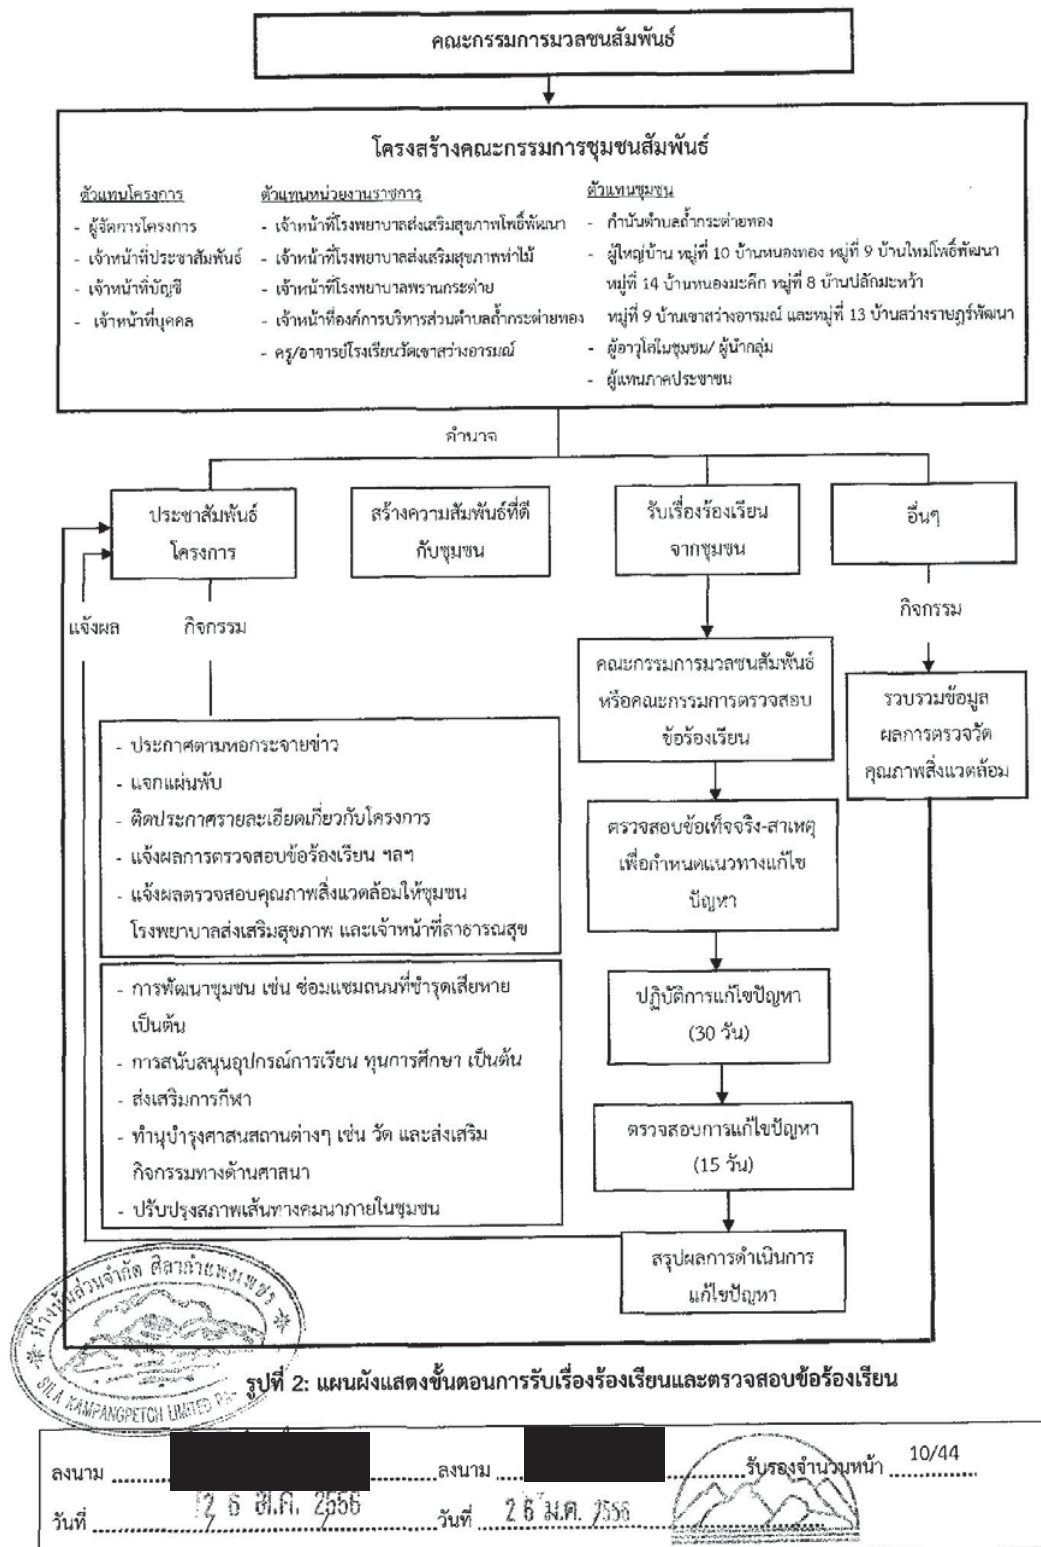 คณะกรรมการมวลชนสัมพันธ์
โครงสร้างคณะกรรมการชุมชนสัมพันธ์
ตัวแทนโครงการ
- ผู้จัดการโครงการ
- เจ้าหน้าที่ประชาสัมพันธ์
- เจ้าหน้าที่บัญชี
- เจ้าหน้าที่บุคคล
ตัวแทนหน่วยงานราชการ
- เจ้าหน้าที่โรงพยาบาลส่งเสริมสุขภาพโพธิ์พัฒนา
- เจ้าหน้าที่โรงพยาบาลส่งเสริมสุขภาพท่าไม้
- เจ้าหน้าที่โรงพยาบาลพรานกระต่าย
- เจ้าหน้าที่องค์การบริหารส่วนตำบลถ้ำกระต่ายทอง
- ครู/อาจารย์โรงเรียนวัดเขาสว่างอารมณ์
ตัวแทนชุมชน
- กำนันตำบลถ้ำกระต่ายทอง
- ผู้ใหญ่บ้าน หมู่ที่ 10 บ้านหนองทอง หมู่ที่ 9 บ้านใหม่โพธิ์พัฒนา
หมู่ที่ 14 บ้านหนองมะคึก หมู่ที่ 8 บ้านปลักมะหว้า
หมู่ที่ 9 บ้านเขาสว่างอารมณ์ และหมู่ที่ 13 บ้านสว่างราษฎร์พัฒนา
- ผู้อาวุโสในชุมชน/ ผู้นำกลุ่ม
- ผู้แทนภาคประชาชน
อำนาจ
ประชาสัมพันธ์
โครงการ
สร้างความสัมพันธ์ที่ดี
กับชุมชน
รับเรื่องร้องเรียน
จากชุมชน
อื่นๆ
แจ้งผล
กิจกรรม
กิจกรรม
คณะกรรมการมวลชนสัมพันธ์
หรือคณะกรรมการตรวจสอบ
ข้อร้องเรียน
รวบรวมข้อมูล
ผลการตรวจวัด
คุณภาพสิ่งแวดล้อม
- ประกาศตามหอกระจายข่าว
- แจกแผ่นพับ
- ติดประกาศรายละเอียดเกี่ยวกับโครงการ
- แจ้งผลการตรวจสอบข้อร้องเรียน ฯลฯ
- แจ้งผลตรวจสอบคุณภาพสิ่งแวดล้อมให้ชุมชน
โรงพยาบาลส่งเสริมสุขภาพ และเจ้าหน้าที่สาธารณสุข
ตรวจสอบข้อเท็จจริง-สาเหตุ
เพื่อกำหนดแนวทางแก้ไข
ปัญหา
- การพัฒนาชุมชน เช่น ซ่อมแซมถนนที่ชำรุดเสียหาย
เป็นต้น
- การสนับสนุนอุปกรณ์การเรียน ทุนการศึกษา เป็นต้น
- ส่งเสริมการกีฬา
- ทำนุบำรุงศาสนสถานต่างๆ เช่น วัด และส่งเสริม
กิจกรรมทางด้านศาสนา
- ปรับปรุงสภาพเส้นทางคมนาภายในชุมชน
ปฏิบัติการแก้ไขปัญหา
(30 วัน)
ตรวจสอบการแก้ไขปัญหา
(15 วัน)
สรุปผลการดำเนินการ
แก้ไขปัญหา
ห้างหุ้นส่วนจำกัด ศิลากำแพงเพชร
SILA KAMPANGPETCH LIMITED
รูปที่ 2: แผนผังแสดงขั้นตอนการรับเรื่องร้องเรียนและตรวจสอบข้อร้องเรียน
ลงนาม ลงนาม รับรองจำนวนหน้า 10/44
วันที่ 26 ม.ค. 2556 วันที่ 26 ม.ค. 2556